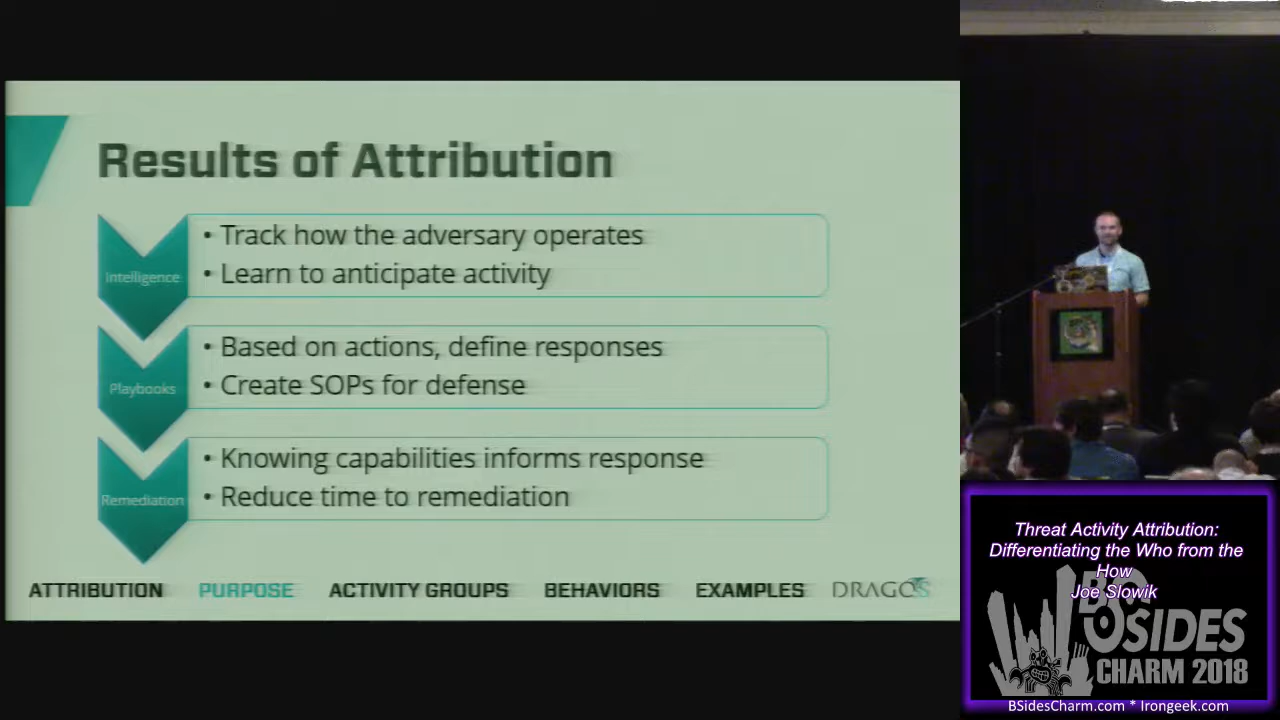 Results of Attribution
Intelligence
• Track how the adversary operates
• Learn to anticipate activity
Playbooks
• Based on actions, define responses
• Create SOPs for defense
Remediation
• Knowing capabilities informs response
• Reduce time to remediation
ATTRIBUTION PURPOSE ACTIVITY GROUPS BEHAVIORS EXAMPLES DRAGOS
Threat Activity Attribution:
Differentiating the Who from the
How
Joe Slowik
BSIDES
CHARM 2018
BSidesCharm.com * Irongeek.com